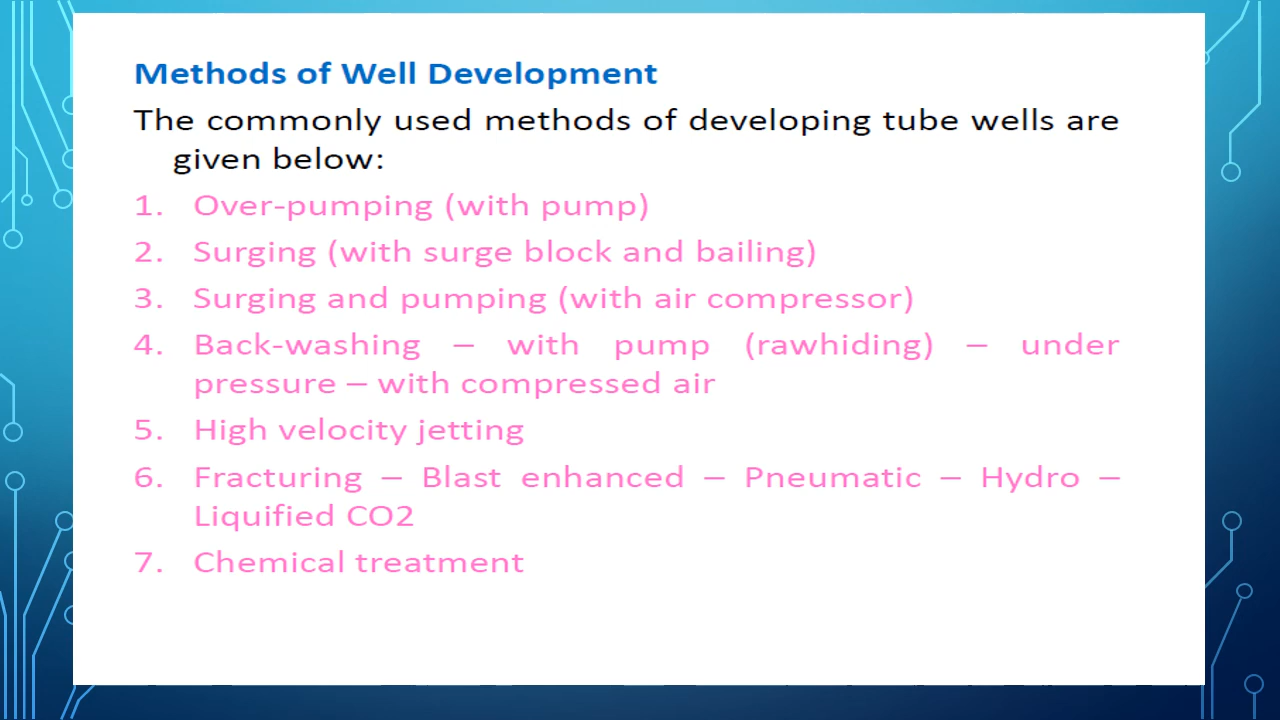 Methods of Well Development
The commonly used methods of developing tube wells are
given below:
1. Over-pumping (with pump)
2. Surging (with surge block and bailing)
3. Surging and pumping (with air compressor)
4. Back-washing – with pump (rawhiding) – under
pressure – with compressed air
5. High velocity jetting
6. Fracturing – Blast enhanced – Pneumatic – Hydro –
Liquified CO2
7. Chemical treatment